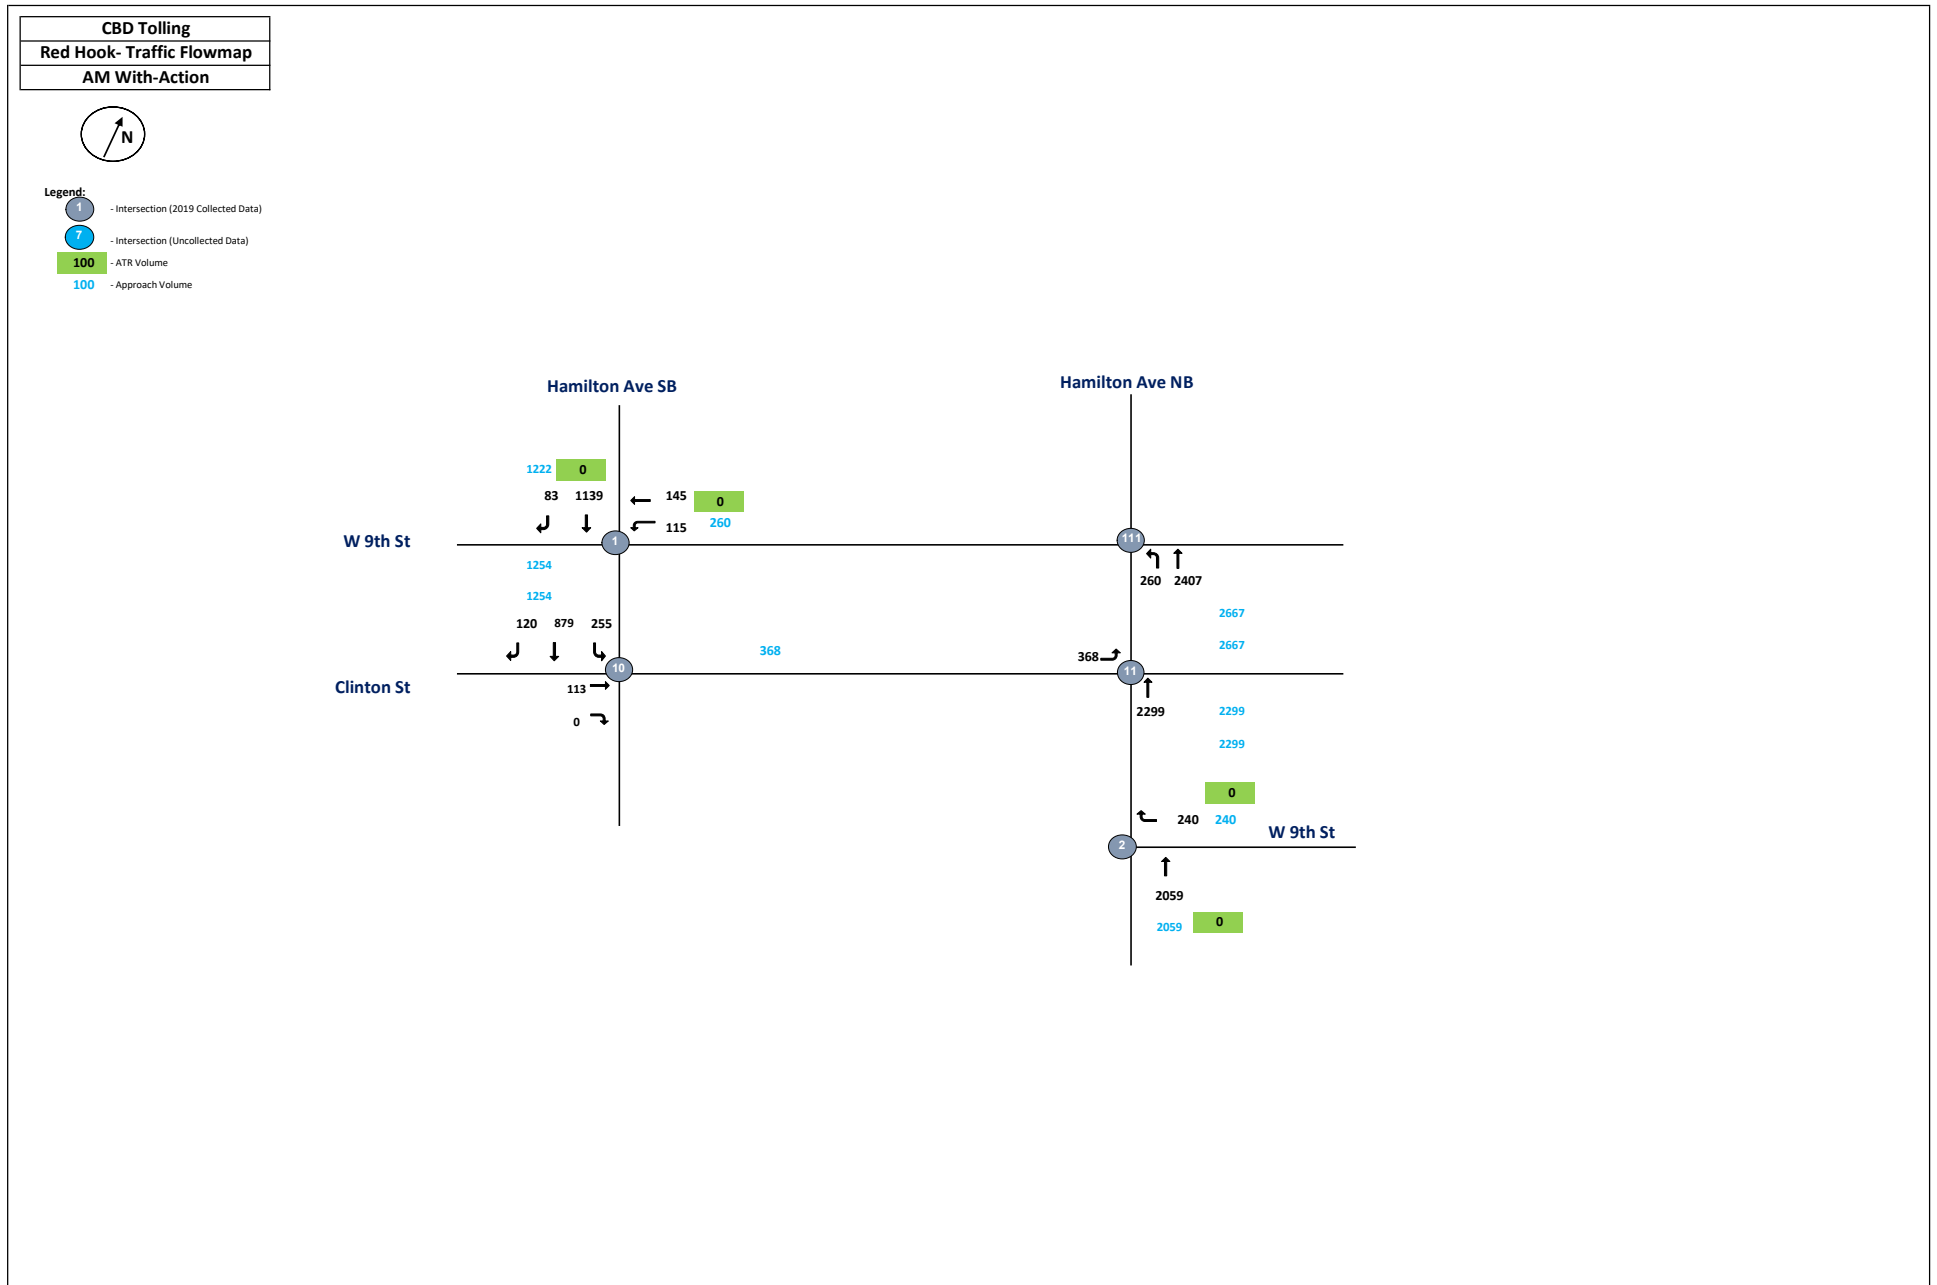 CBD Tolling
Red Hook- Traffic Flowmap
AM With-Action
N
Legend:
1 - Intersection (2019 Collected Data)
7 - Intersection (Uncollected Data)
100 - ATR Volume
100 - Approach Volume
Hamilton Ave SB
Hamilton Ave NB
1222 0
83 1139
145 0
115 260
W 9th St
1
111
260 2407
1254
1254
2667
2667
120 879 255
368
368
10
11
Clinton St
113
0
2299
2299
2299
0
240 240
W 9th St
2
2059
2059 0